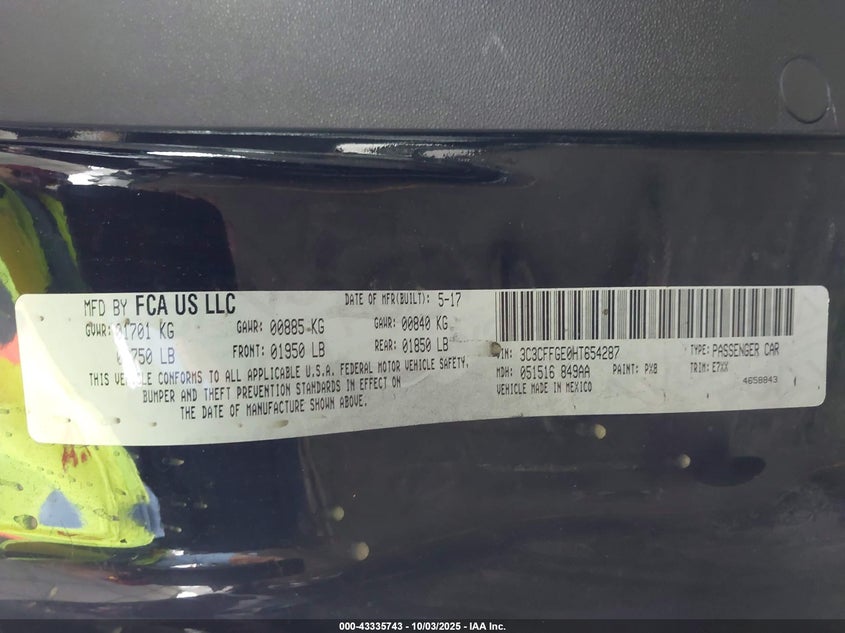 MFD BY FCA US LLC DATE OF MFR(BUILT): 5-17
GVWR: 01701 KG GAWR: 00885 KG GAWR: 00840 KG
03750 LB FRONT: 01950 LB REAR: 01850 LB
THIS VEHICLE CONFORMS TO ALL APPLICABLE U.S.A. FEDERAL MOTOR VEHICLE SAFETY,
BUMPER AND THEFT PREVENTION STANDARDS IN EFFECT ON
THE DATE OF MANUFACTURE SHOWN ABOVE.
VIN: 3C3CFFGE0HT654287 TYPE: PASSENGER CAR
MDH: 051516 849AA PAINT: PX8 TRIM: E7XX
VEHICLE MADE IN MEXICO 4658843
000-43335743 - 10/03/2025 - IAA Inc.